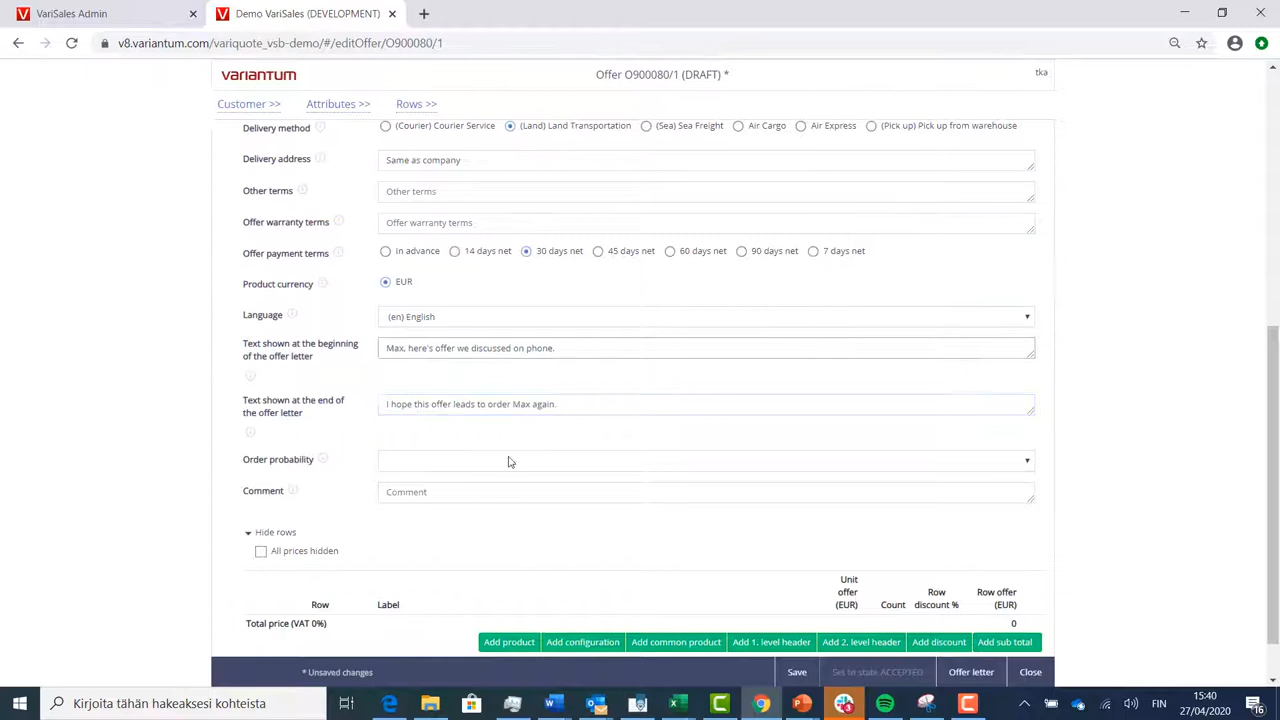 VariSales Admin
Demo VariSales (DEVELOPMENT)
v8.variantum.com/variquote_vsb-demo/#/editOffer/O900080/1
variantum
Offer O900080/1 (DRAFT) *
tka
Customer >> Attributes >> Rows >>
Delivery method (Courier) Courier Service (Land) Land Transportation (Sea) Sea Freight Air Cargo Air Express (Pick up) Pick up from warehouse
Delivery address Same as company
Other terms Other terms
Offer warranty terms Offer warranty terms
Offer payment terms in advance 14 days net 30 days net 45 days net 60 days net 90 days net 7 days net
Product currency EUR
Language (en) English
Text shown at the beginning
of the offer letter
Max, here's offer we discussed on phone.
Text shown at the end of
the offer letter
I hope this offer leads to order Max again.
Order probability
Comment Comment
Hide rows
All prices hidden
Row Label Unit offer (EUR) Count Row discount % Row offer (EUR)
Total price (VAT 0%) 0
Add product Add configuration Add common product Add 1. level header Add 2. level header Add discount Add sub total
* Unsaved changes Save Set to state ACCEPTED Offer letter Close
Kirjoita tähän hakeaksesi kohteista
FIN
15:40
27/04/2020
16